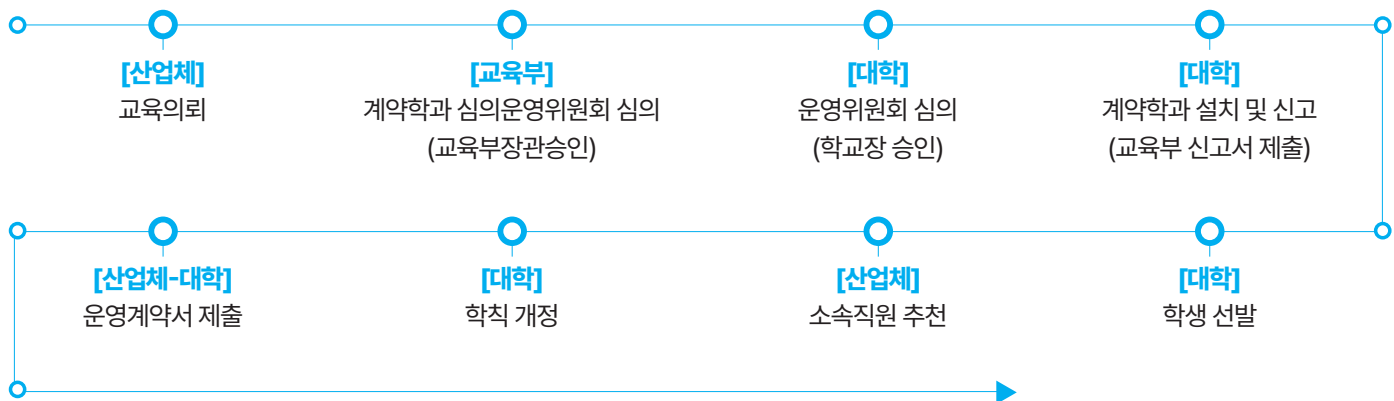 [산업체]
교육의뢰
[교육부]
계약학과 심의운영위원회 심의
(교육부장관승인)
[대학]
운영위원회 심의
(학교장 승인)
[대학]
계약학과 설치 및 신고
(교육부 신고서 제출)
[산업체-대학]
운영계약서 제출
[대학]
학칙 개정
[산업체]
소속직원 추천
[대학]
학생 선발